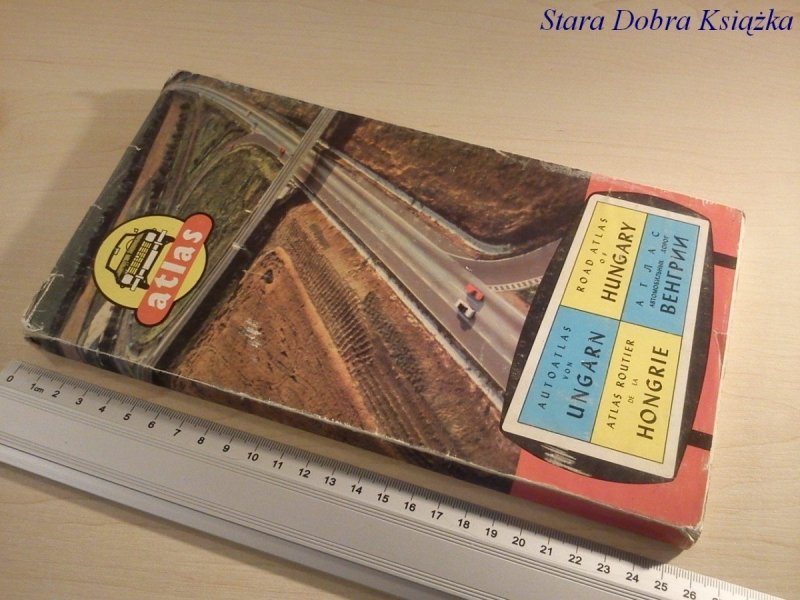 Stara Dobra Książka
atlas
AUTOATLAS
VON
UNGARN
ROAD ATLAS
OF
HUNGARY
ATLAS ROUTIER
DE LA
HONGRIE
АТЛАС
АВТОМОБИЛЬНЫХ ДОРОГ
ВЕНГРИИ
0 1cm 2 3 4 5 6 7 8 9 10 11 12 13 14 15 16 17 18 19 20 21 22 23 24 25 26